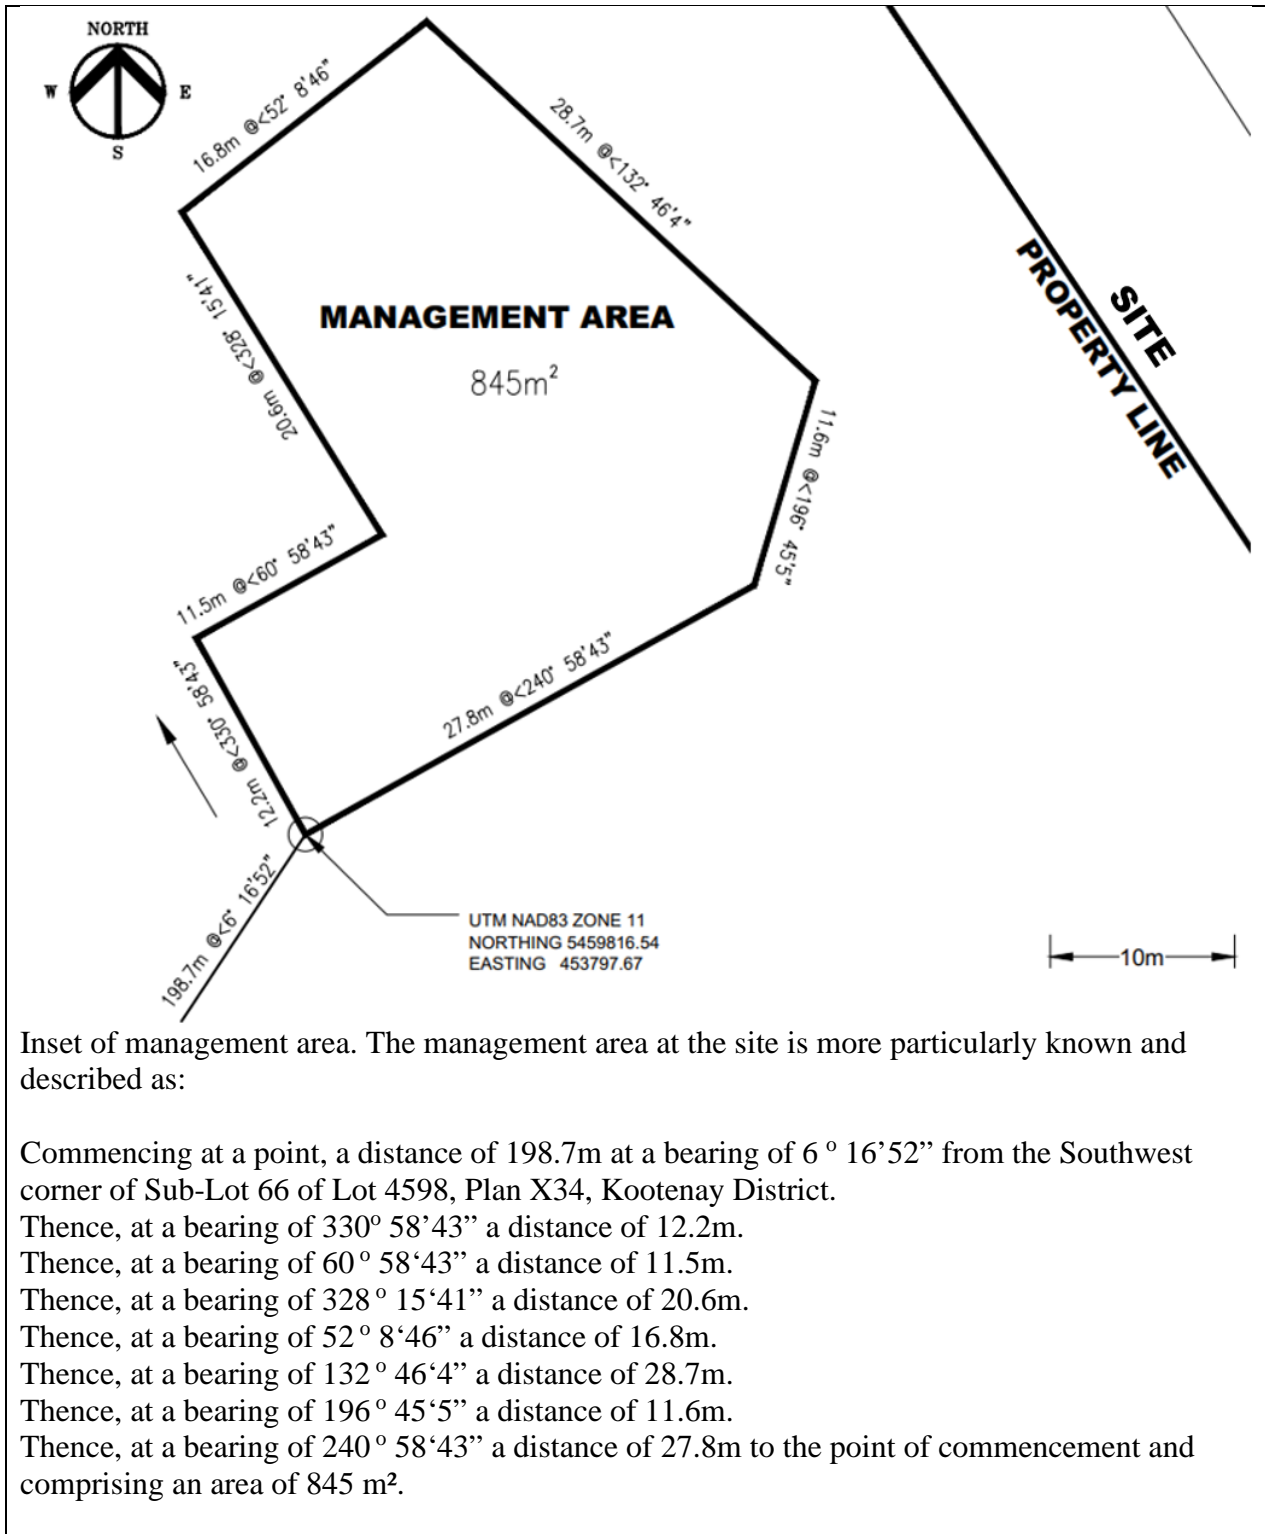 NORTH
W
E
S
16.8m @<52° 8'46"
28.7m @<132° 46'4"
20.6m @<328° 15'41"
MANAGEMENT AREA
845m²
SITE
PROPERTY LINE
11.6m @<196° 45'5"
11.5m @<60° 58'43"
12.2m @<330° 58'43"
27.8m @<240° 58'43"
198.7m @<6° 16'52"
UTM NAD83 ZONE 11
NORTHING 5459816.54
EASTING 453797.67
10m
Inset of management area. The management area at the site is more particularly known and
described as:
Commencing at a point, a distance of 198.7m at a bearing of 6 º 16’52” from the Southwest
corner of Sub-Lot 66 of Lot 4598, Plan X34, Kootenay District.
Thence, at a bearing of 330º 58’43” a distance of 12.2m.
Thence, at a bearing of 60 º 58‘43” a distance of 11.5m.
Thence, at a bearing of 328 º 15‘41” a distance of 20.6m.
Thence, at a bearing of 52 º 8‘46” a distance of 16.8m.
Thence, at a bearing of 132 º 46‘4” a distance of 28.7m.
Thence, at a bearing of 196 º 45‘5” a distance of 11.6m.
Thence, at a bearing of 240 º 58‘43” a distance of 27.8m to the point of commencement and
comprising an area of 845 m².